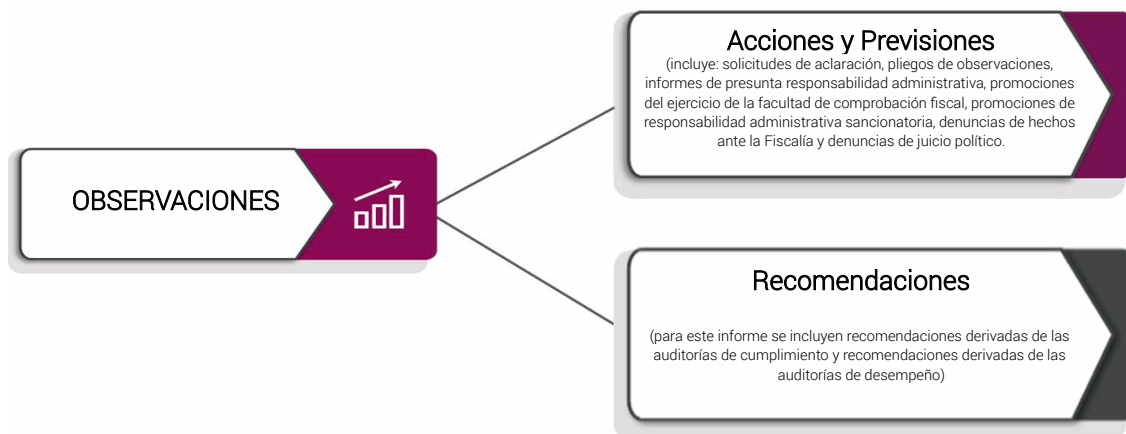 OBSERVACIONES
Acciones y Previsiones
(incluye: solicitudes de aclaración, pliegos de observaciones,
informes de presunta responsabilidad administrativa, promociones
del ejercicio de la facultad de comprobación fiscal, promociones de
responsabilidad administrativa sancionatoria, denuncias de hechos
ante la Fiscalía y denuncias de juicio político.
Recomendaciones
(para este informe se incluyen recomendaciones derivadas de las
auditorías de cumplimiento y recomendaciones derivadas de las
auditorías de desempeño)